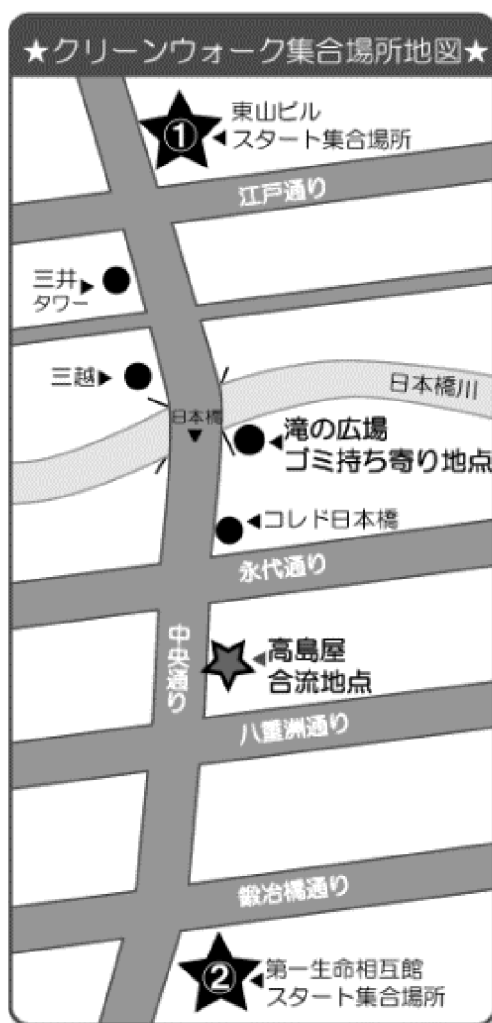 ★クリーンウォーク集合場所地図★
①
東山ビル
◀スタート集合場所
江戸通り
三井▶
タワー
三越▶
日本橋川
日本橋
▼
◀滝の広場
ゴミ持ち寄り地点
◀コレド日本橋
永代通り
中央通り
◀高島屋
合流地点
八重洲通り
鍛冶橋通り
②
◀第一生命相互館
スタート集合場所